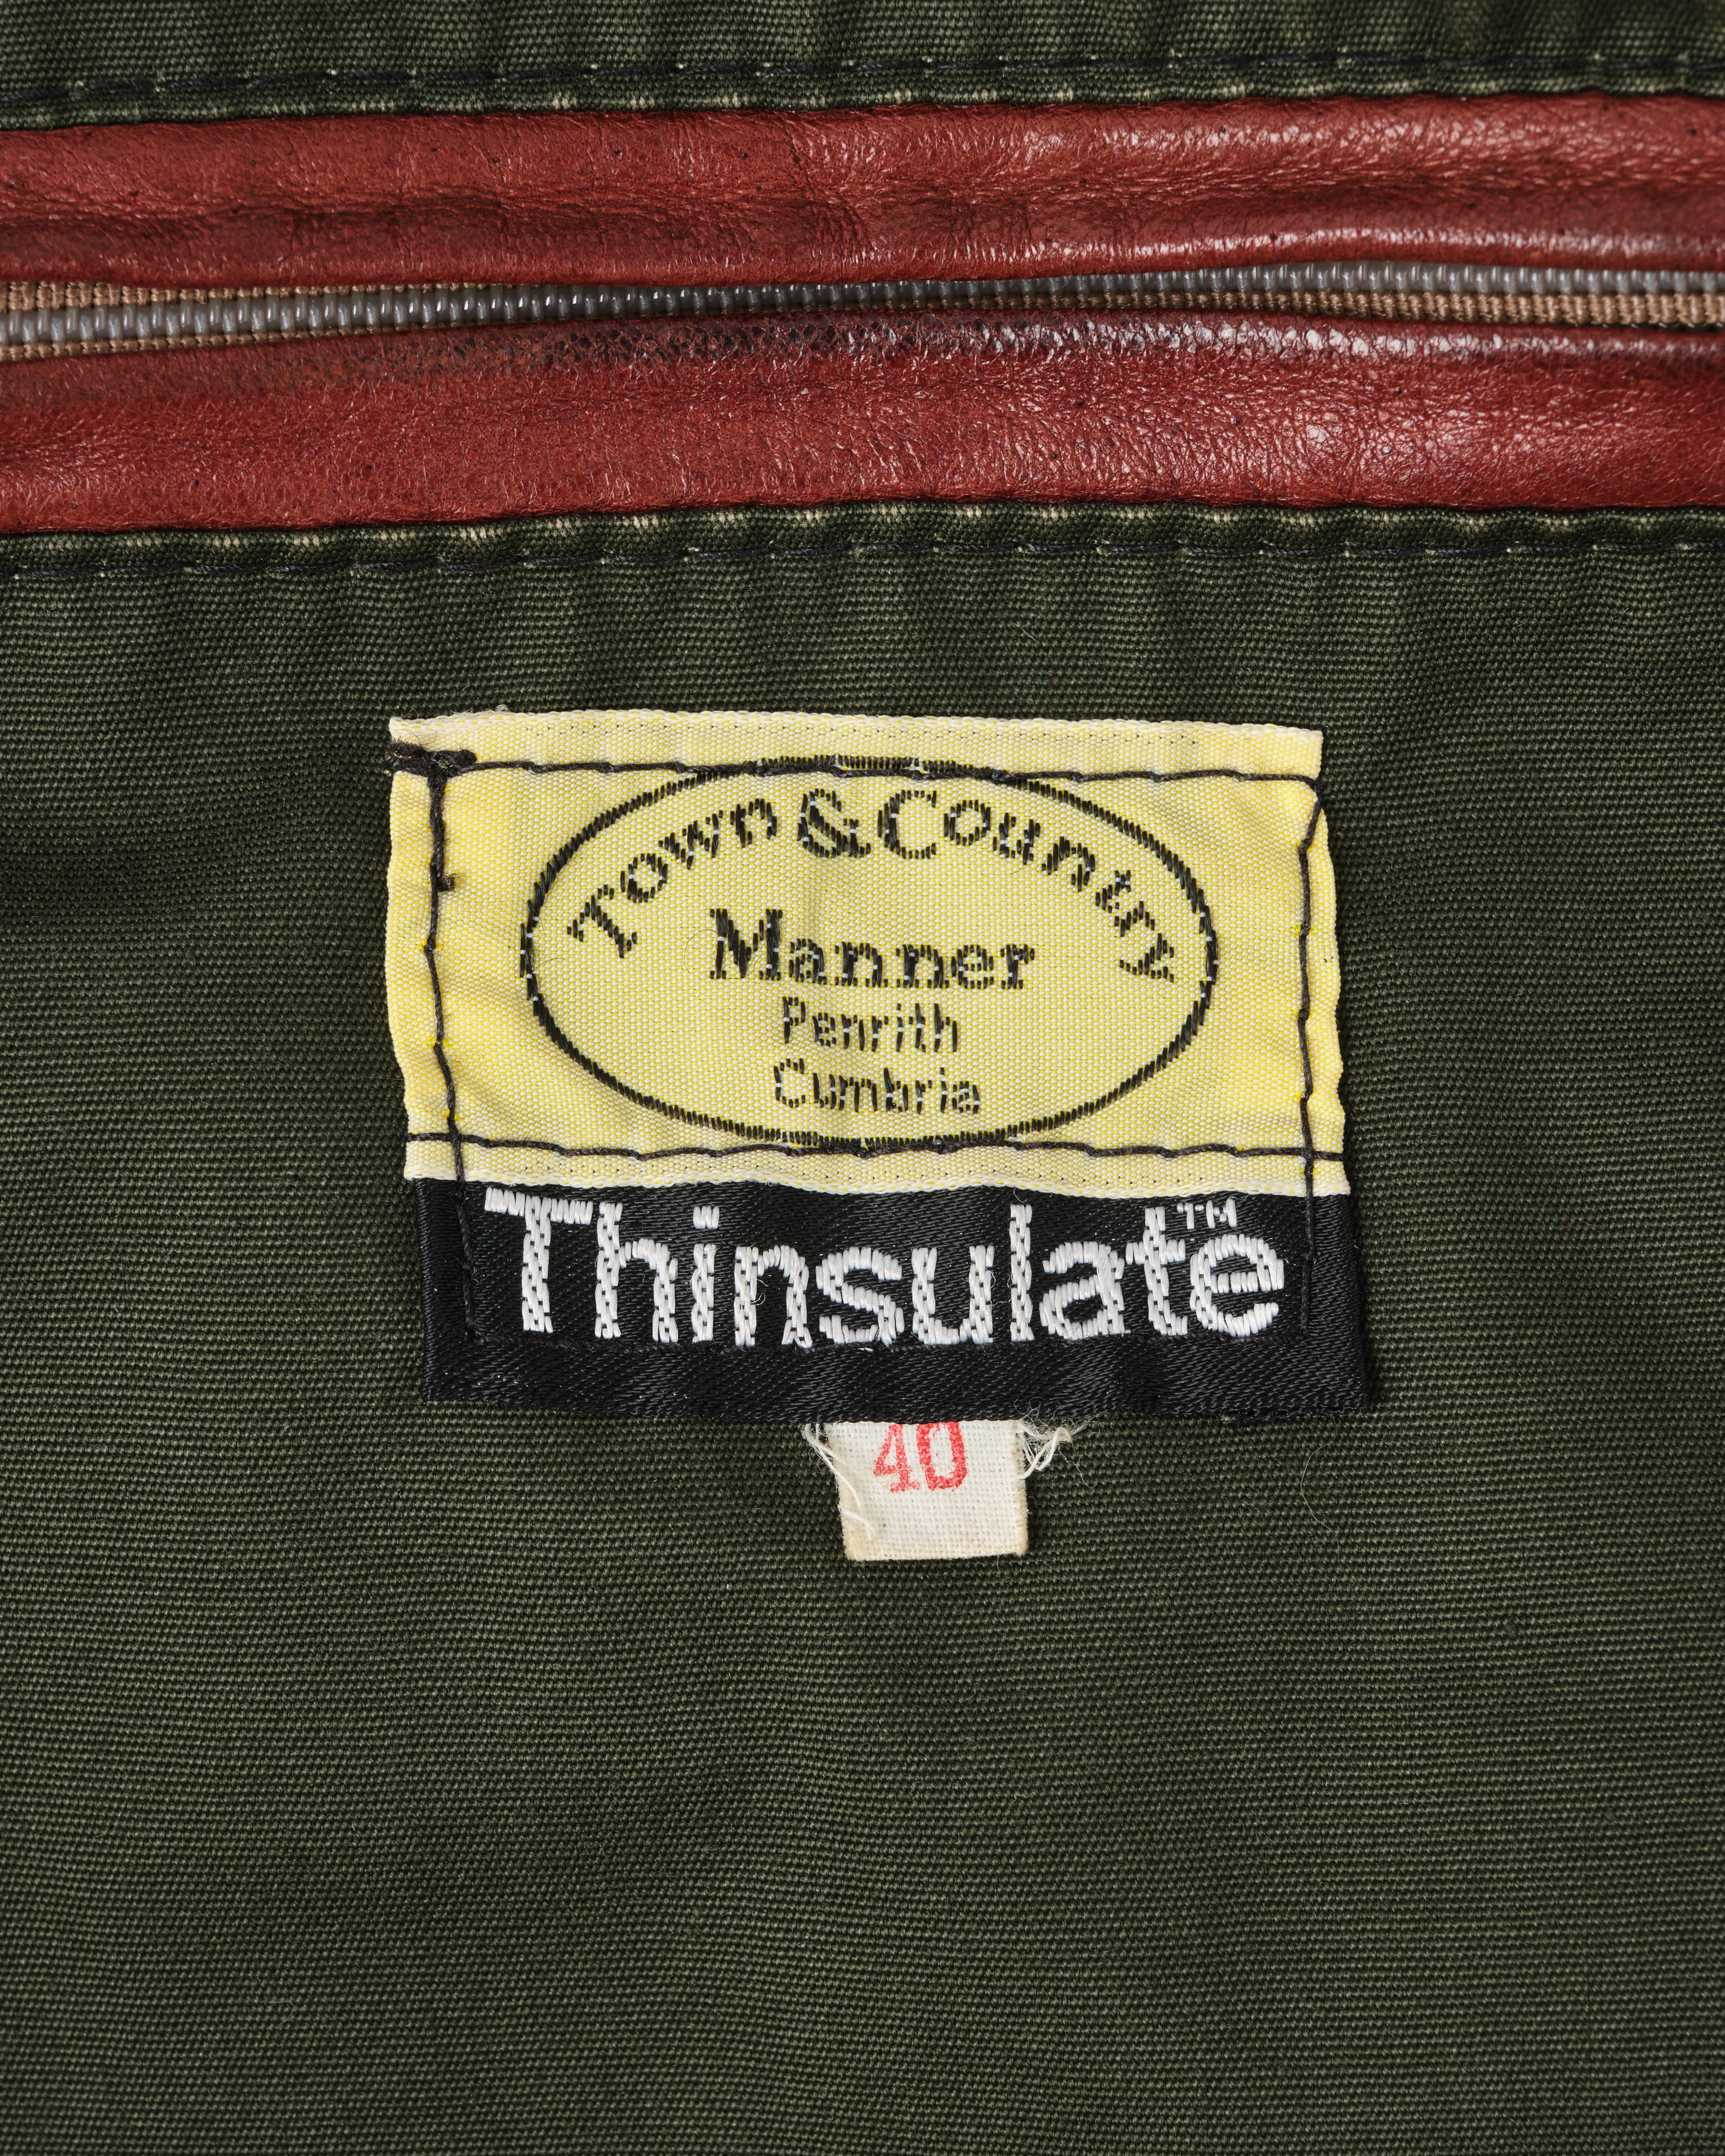 Town & Country
Manner
Penrith
Cumbria
Thinsulate™
40